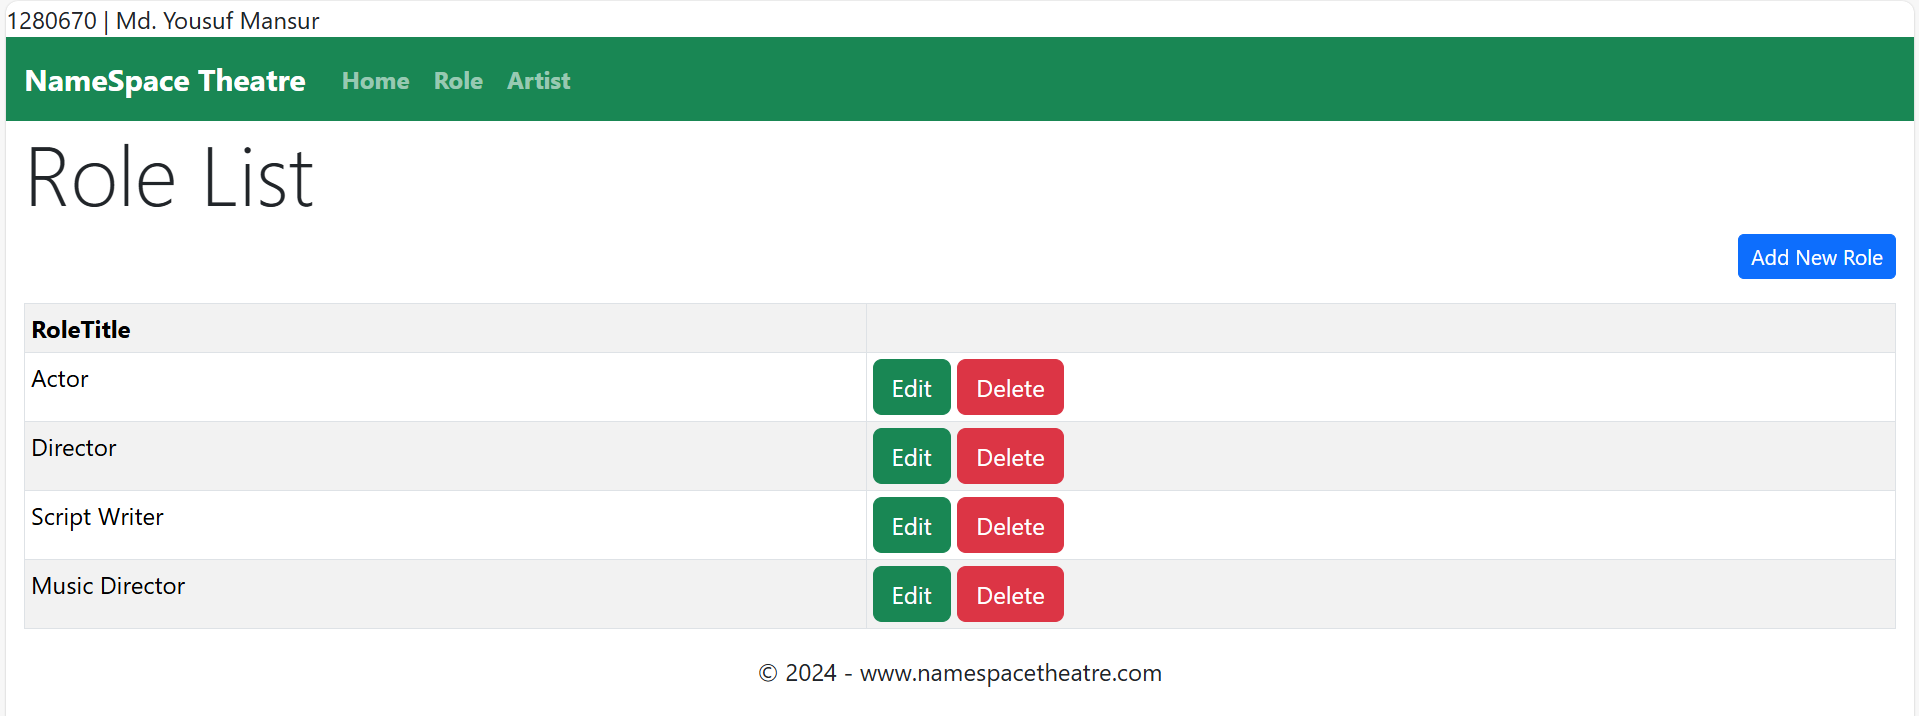 1280670 | Md. Yousuf Mansur
NameSpace Theatre Home Role Artist
Role List
Add New Role
RoleTitle
Actor Edit Delete
Director Edit Delete
Script Writer Edit Delete
Music Director Edit Delete
© 2024 - www.namespacetheatre.com